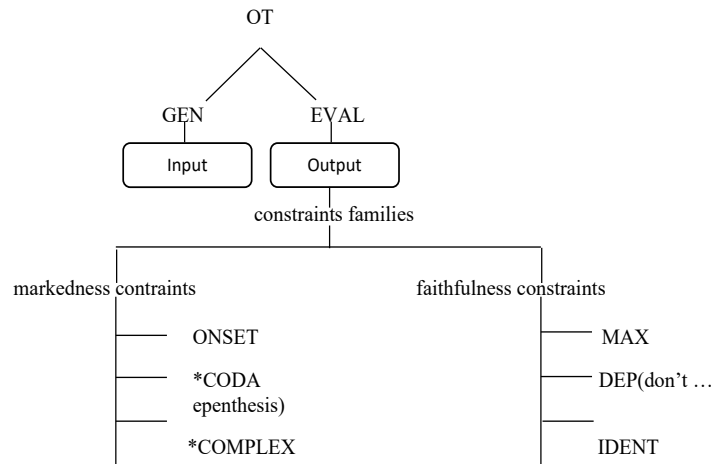 OT
GEN EVAL
Input Output
constraints families
markedness contraints faithfulness constraints
ONSET MAX
*CODA DEP(don't …
epenthesis)
*COMPLEX IDENT